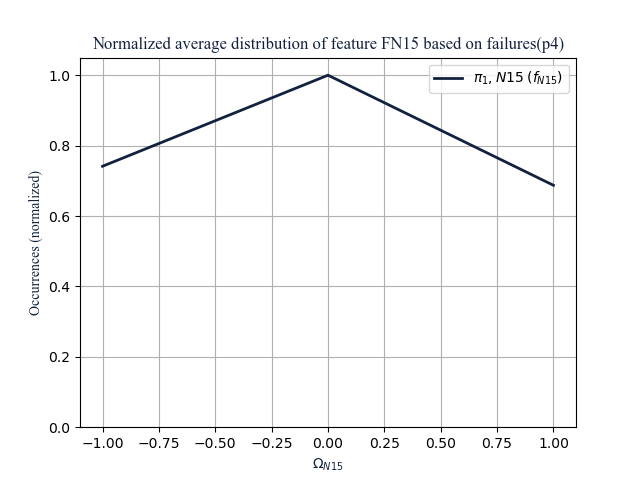 Normalized average distribution of feature FN15 based on failures(p4)
π₁, N15 (f_N15)
1.0
0.8
0.6
0.4
0.2
0.0
Occurrences (normalized)
−1.00 −0.75 −0.50 −0.25 0.00 0.25 0.50 0.75 1.00
Ω_N15